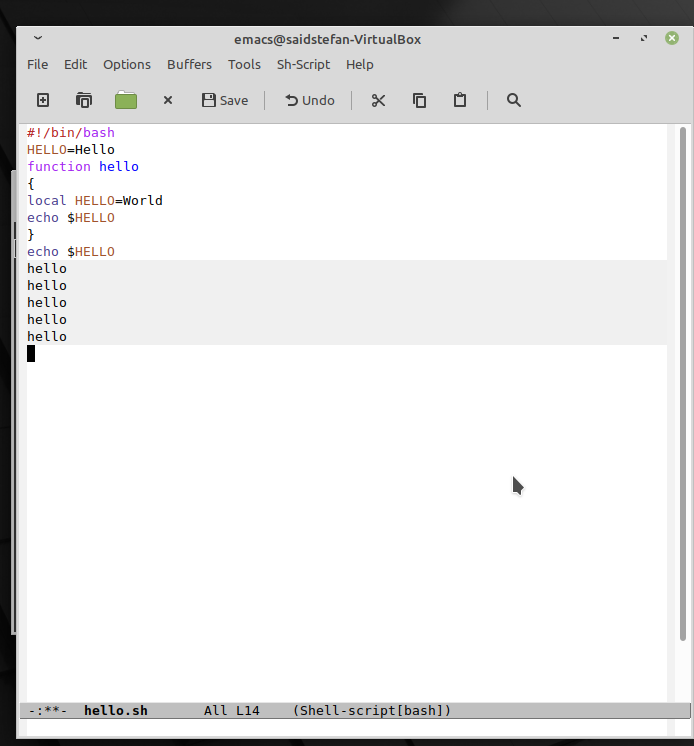 emacs@saidstefan-VirtualBox
File Edit Options Buffers Tools Sh-Script Help
Save Undo
#!/bin/bash
HELLO=Hello
function hello
{
local HELLO=World
echo $HELLO
}
echo $HELLO
hello
hello
hello
hello
hello
-:**- hello.sh All L14 (Shell-script[bash])